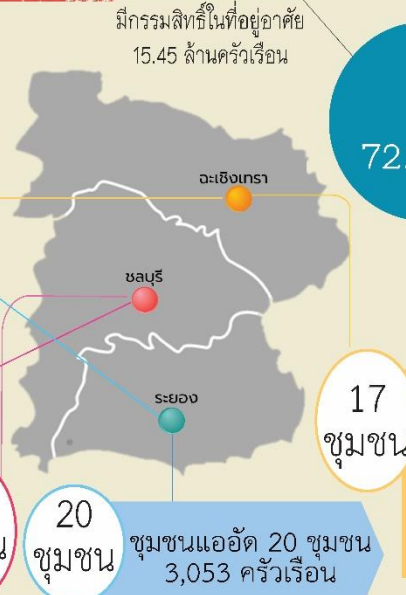 มีกรรมสิทธิ์ในที่อยู่อาศัย
15.45 ล้านครัวเรือน
72.
ฉะเชิงเทรา
ชลบุรี
ระยอง
17
ชุมชน
20
ชุมชน
ชุมชนแออัด 20 ชุมชน
3,053 ครัวเรือน